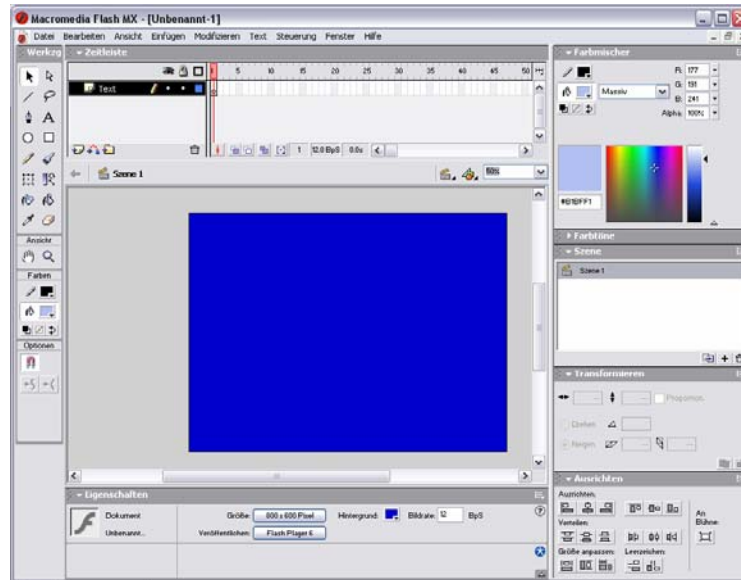 Macromedia Flash MX - [Unbenannt-1]
Datei Bearbeiten Ansicht Einfügen Modifizieren Text Steuerung Fenster Hilfe
Werkzg
Zeitleiste
5 10 15 20 25 30 35 40 45 50
Text
1 12.0 BpS 0.0s
Szene 1
Ansicht
Farben
Optionen
Eigenschaften
Dokument
Größe: 800 x 600 Pixel Hintergrund: Bildrate: 12 BpS
Unbenannt...
Veröffentlichen: Flash Player 6
Farbmischer
R: 177
G: 191
Massiv
B: 241
Alpha: 100%
#B1BFF1
Farbtöne
Szene
Szene 1
Transformieren
Proportion.
Drehen
Neigen
Ausrichten
Ausrichten:
An Bühne:
Verteilen:
Größe anpassen: Leerzeichen: